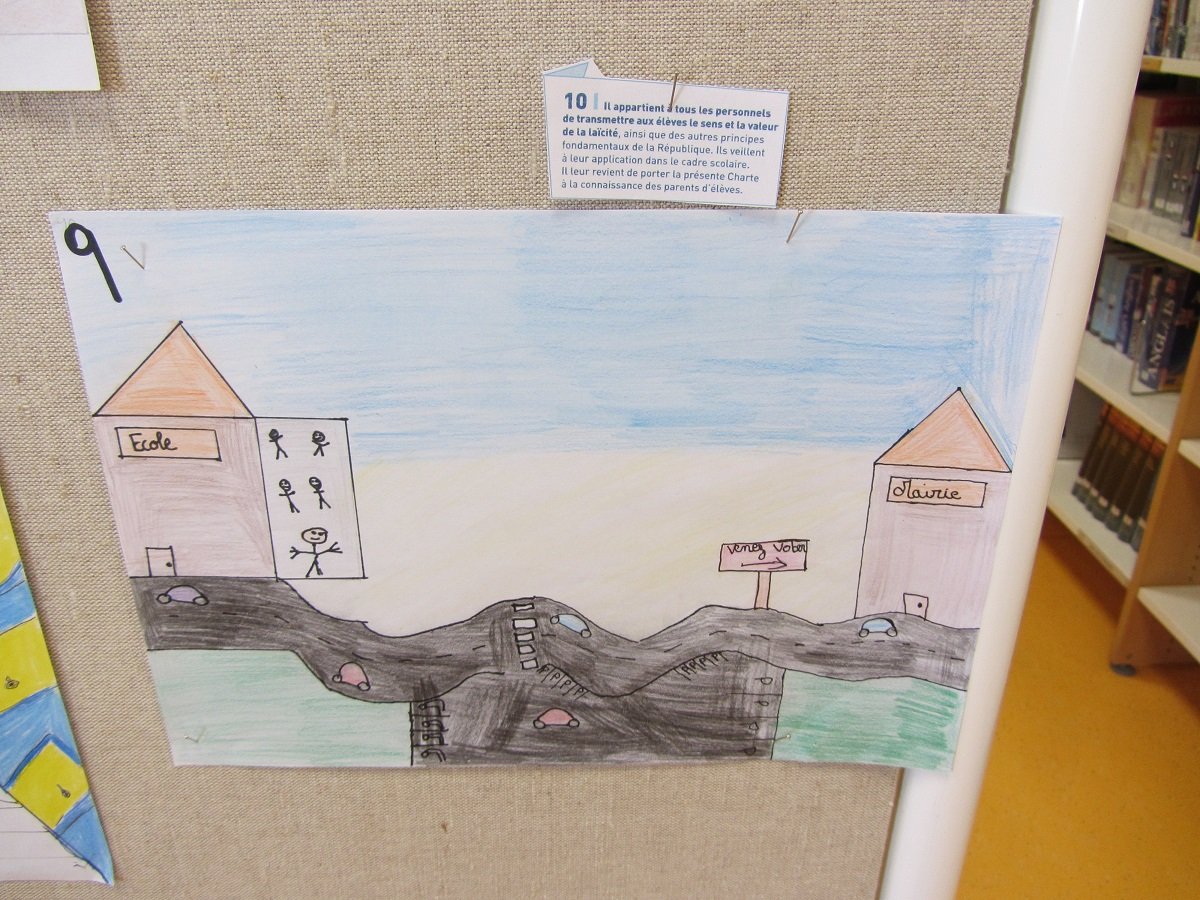 10 | Il appartient à tous les personnels
de transmettre aux élèves le sens et la valeur
de la laïcité, ainsi que des autres principes
fondamentaux de la République. Ils veillent
à leur application dans le cadre scolaire.
Il leur revient de porter la présente Charte
à la connaissance des parents d'élèves.
9
Ecole
Mairie
Venez Voter
ANGLAIS